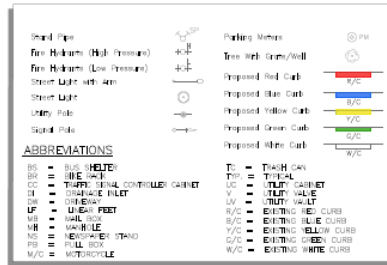 Stand Pipe
Fire Hydrants (High Pressure)
Fire Hydrants (Low Pressure)
Street Light with Arm
Street Light
Utility Pole
Signal Pole
Parking Meters PM
Tree With Grate/Well
Proposed Red Curb R/C
Proposed Blue Curb B/C
Proposed Yellow Curb Y/C
Proposed Green Curb G/C
Proposed White Curb W/C
ABBREVIATIONS
BS = BUS SHELTER
BR = BIKE RACK
CC = TRAFFIC SIGNAL CONTROLLER CABINET
DI = DRAINAGE INLET
DW = DRIVEWAY
LF = LINEAR FEET
MB = MAIL BOX
MH = MANHOLE
NS = NEWSPAPER STAND
PB = PULL BOX
M/C = MOTORCYCLE
TC = TRASH CAN
TYP. = TYPICAL
UC = UTILITY CABINET
V = UTILITY VALVE
UV = UTILITY VAULT
R/C = EXISTING RED CURB
B/C = EXISTING BLUE CURB
Y/C = EXISTING YELLOW CURB
G/C = EXISTING GREEN CURB
W/C = EXISTING WHITE CURB